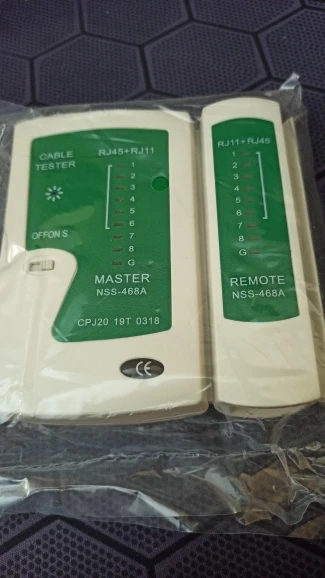 CABLE
TESTER
RJ45+RJ11
1
2
3
4
5
6
7
8
G
OFF ON S
MASTER
NSS-468A
CPJ20 19T 0318
CE
RJ11+RJ45
1
2
3
4
5
6
7
8
G
REMOTE
NSS-468A